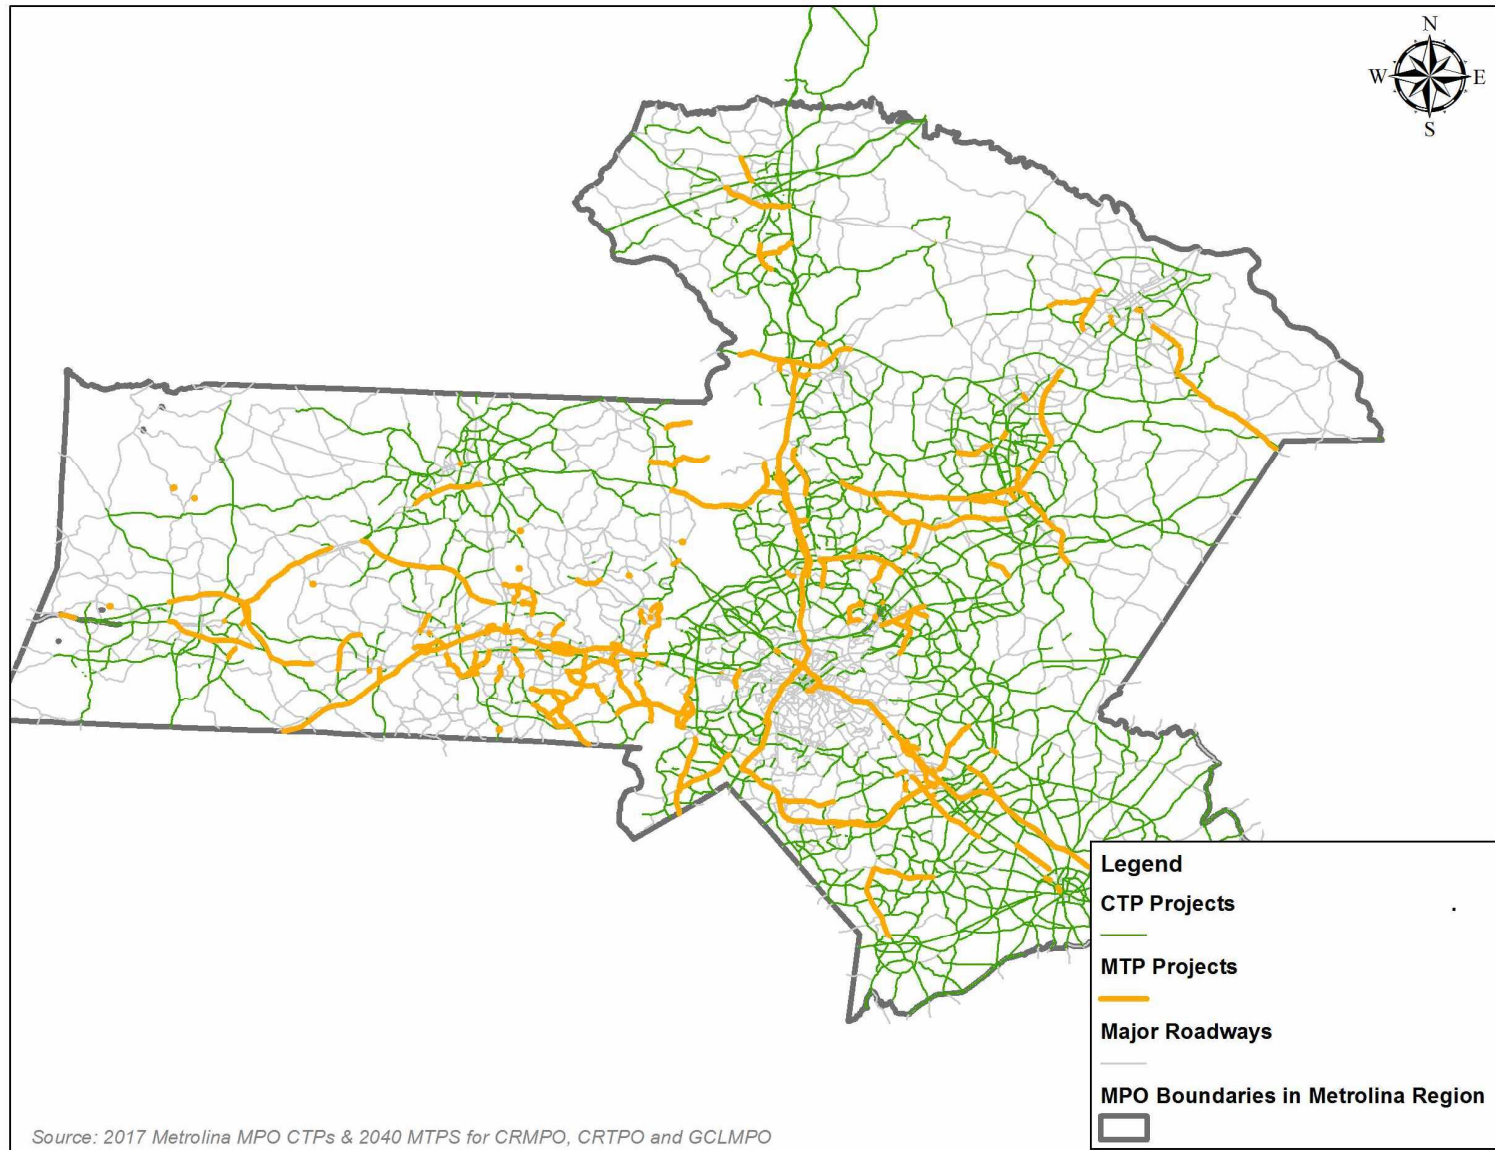 N
W E
S
Legend
CTP Projects
.
MTP Projects
Major Roadways
MPO Boundaries in Metrolina Region
Source: 2017 Metrolina MPO CTPs & 2040 MTPS for CRMPO, CRTPO and GCLMPO